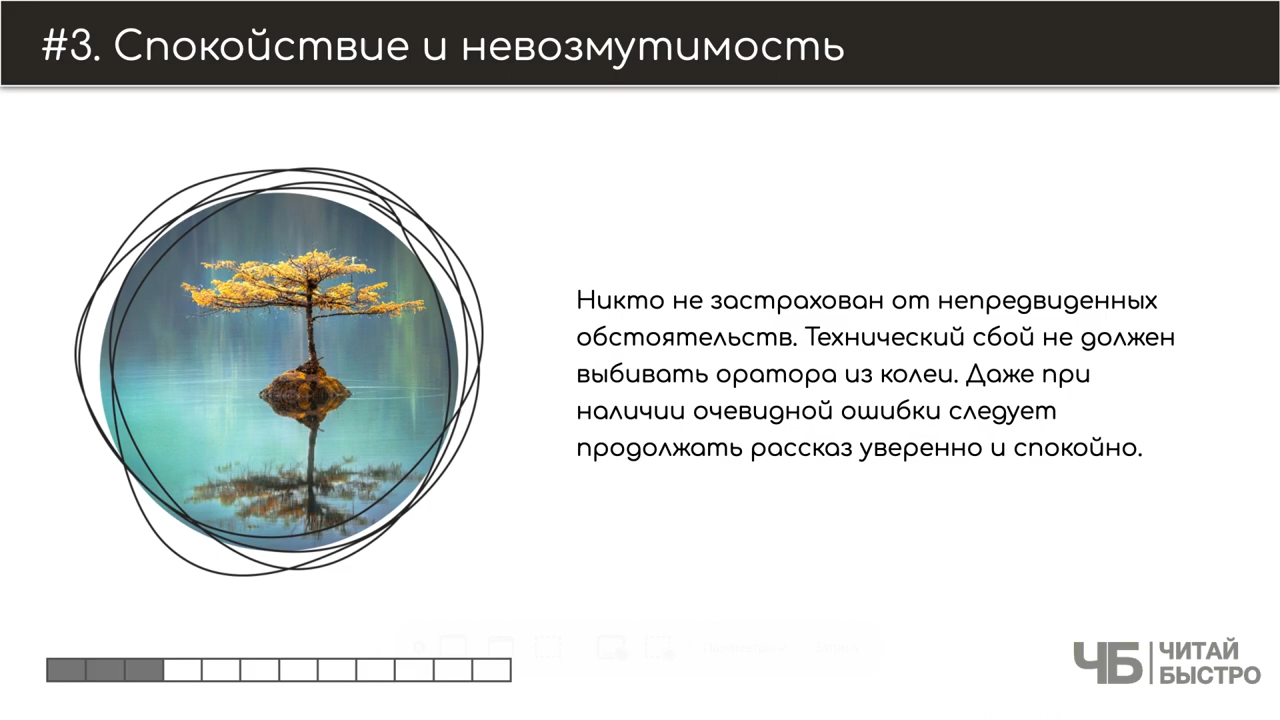 #3. Спокойствие и невозмутимость
Никто не застрахован от непредвиденных
обстоятельств. Технический сбой не должен
выбивать оратора из колеи. Даже при
наличии очевидной ошибки следует
продолжать рассказ уверенно и спокойно.
ЧБ
ЧИТАЙ
БЫСТРО